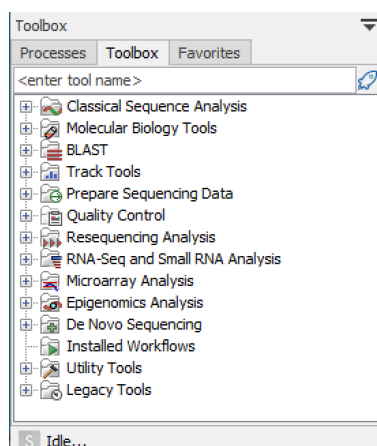 Toolbox
Processes Toolbox Favorites
<enter tool name>
Classical Sequence Analysis
Molecular Biology Tools
BLAST
Track Tools
Prepare Sequencing Data
Quality Control
Resequencing Analysis
RNA-Seq and Small RNA Analysis
Microarray Analysis
Epigenomics Analysis
De Novo Sequencing
Installed Workflows
Utility Tools
Legacy Tools
S Idle...